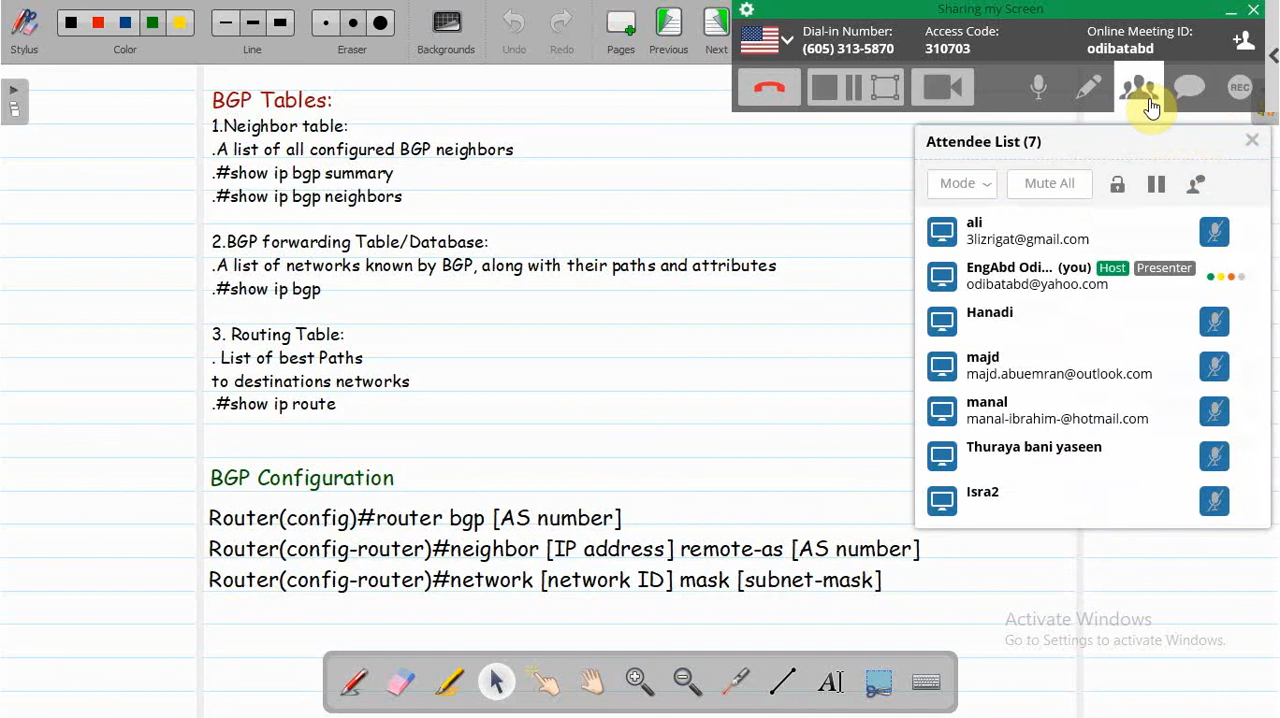 Stylus
Color
Line
Eraser
Backgrounds
Undo
Redo
Pages
Previous
Next
Sharing my Screen
Dial-in Number:
(605) 313-5870
Access Code:
310703
Online Meeting ID:
odibatabd
REC
Attendee List (7)
Mode
Mute All
ali
3lizrigat@gmail.com
EngAbd Odi... (you) Host Presenter
odibatabd@yahoo.com
Hanadi
majd
majd.abuemran@outlook.com
manal
manal-ibrahim-@hotmail.com
Thuraya bani yaseen
Isra2
BGP Tables:
1.Neighbor table:
.A list of all configured BGP neighbors
.#show ip bgp summary
.#show ip bgp neighbors
2.BGP forwarding Table/Database:
.A list of networks known by BGP, along with their paths and attributes
.#show ip bgp
3. Routing Table:
. List of best Paths
to destinations networks
.#show ip route
BGP Configuration
Router(config)#router bgp [AS number]
Router(config-router)#neighbor [IP address] remote-as [AS number]
Router(config-router)#network [network ID] mask [subnet-mask]
Activate Windows
Go to Settings to activate Windows.
AI